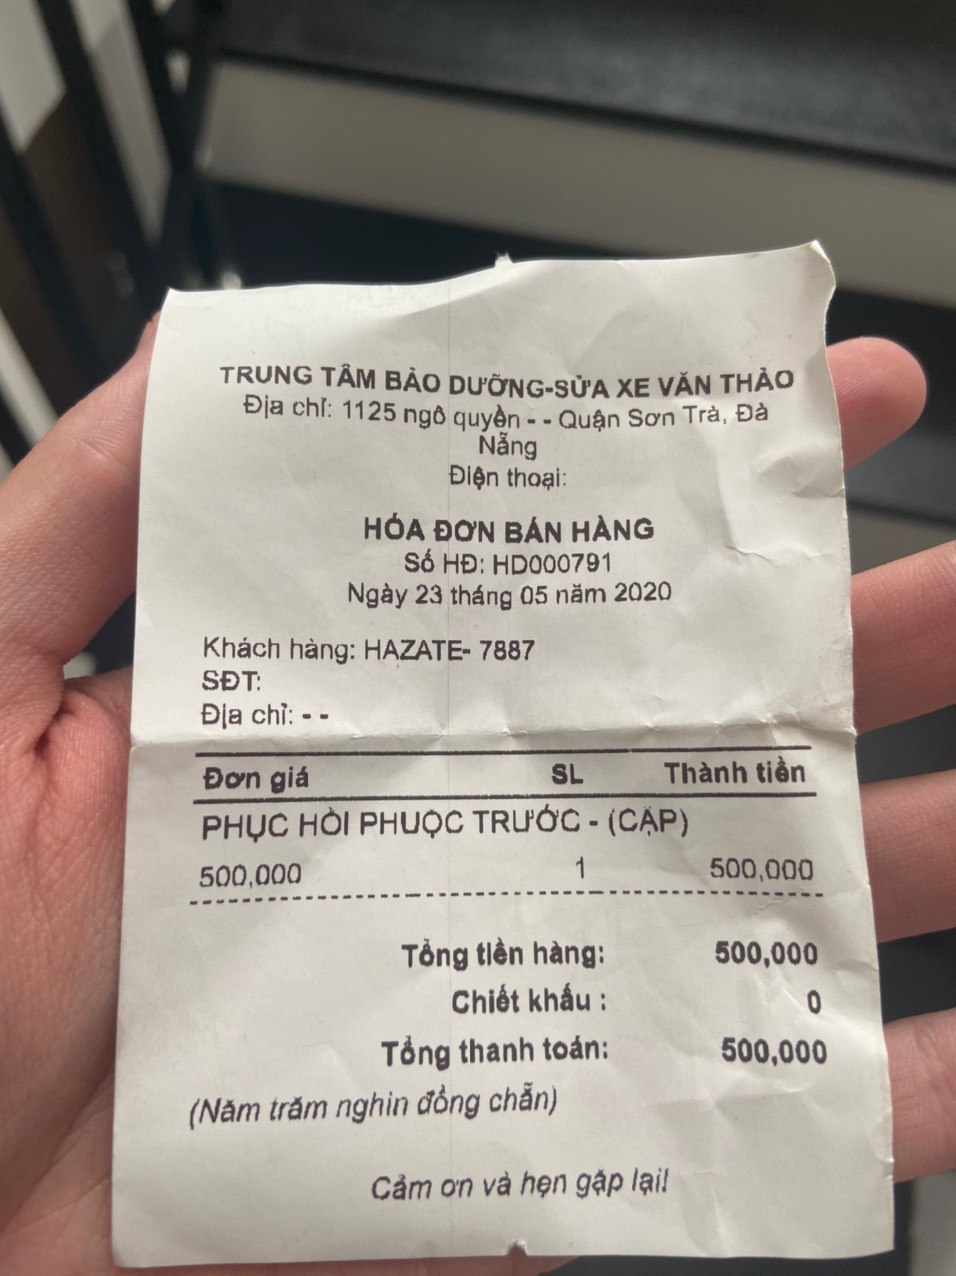 TRUNG TÂM BẢO DƯỠNG-SỬA XE VĂN THẢO
Địa chỉ: 1125 ngô quyền - - Quận Sơn Trà, Đà
Nẵng
Điện thoại:
HÓA ĐƠN BÁN HÀNG
Số HĐ: HD000791
Ngày 23 tháng 05 năm 2020
Khách hàng: HAZATE- 7887
SĐT:
Địa chỉ: - -
Đơn giá SL Thành tiền
PHỤC HỒI PHUỘC TRƯỚC - (CẶP)
500,000 1 500,000
Tổng tiền hàng: 500,000
Chiết khấu : 0
Tổng thanh toán: 500,000
(Năm trăm nghìn đồng chẵn)
Cảm ơn và hẹn gặp lại!